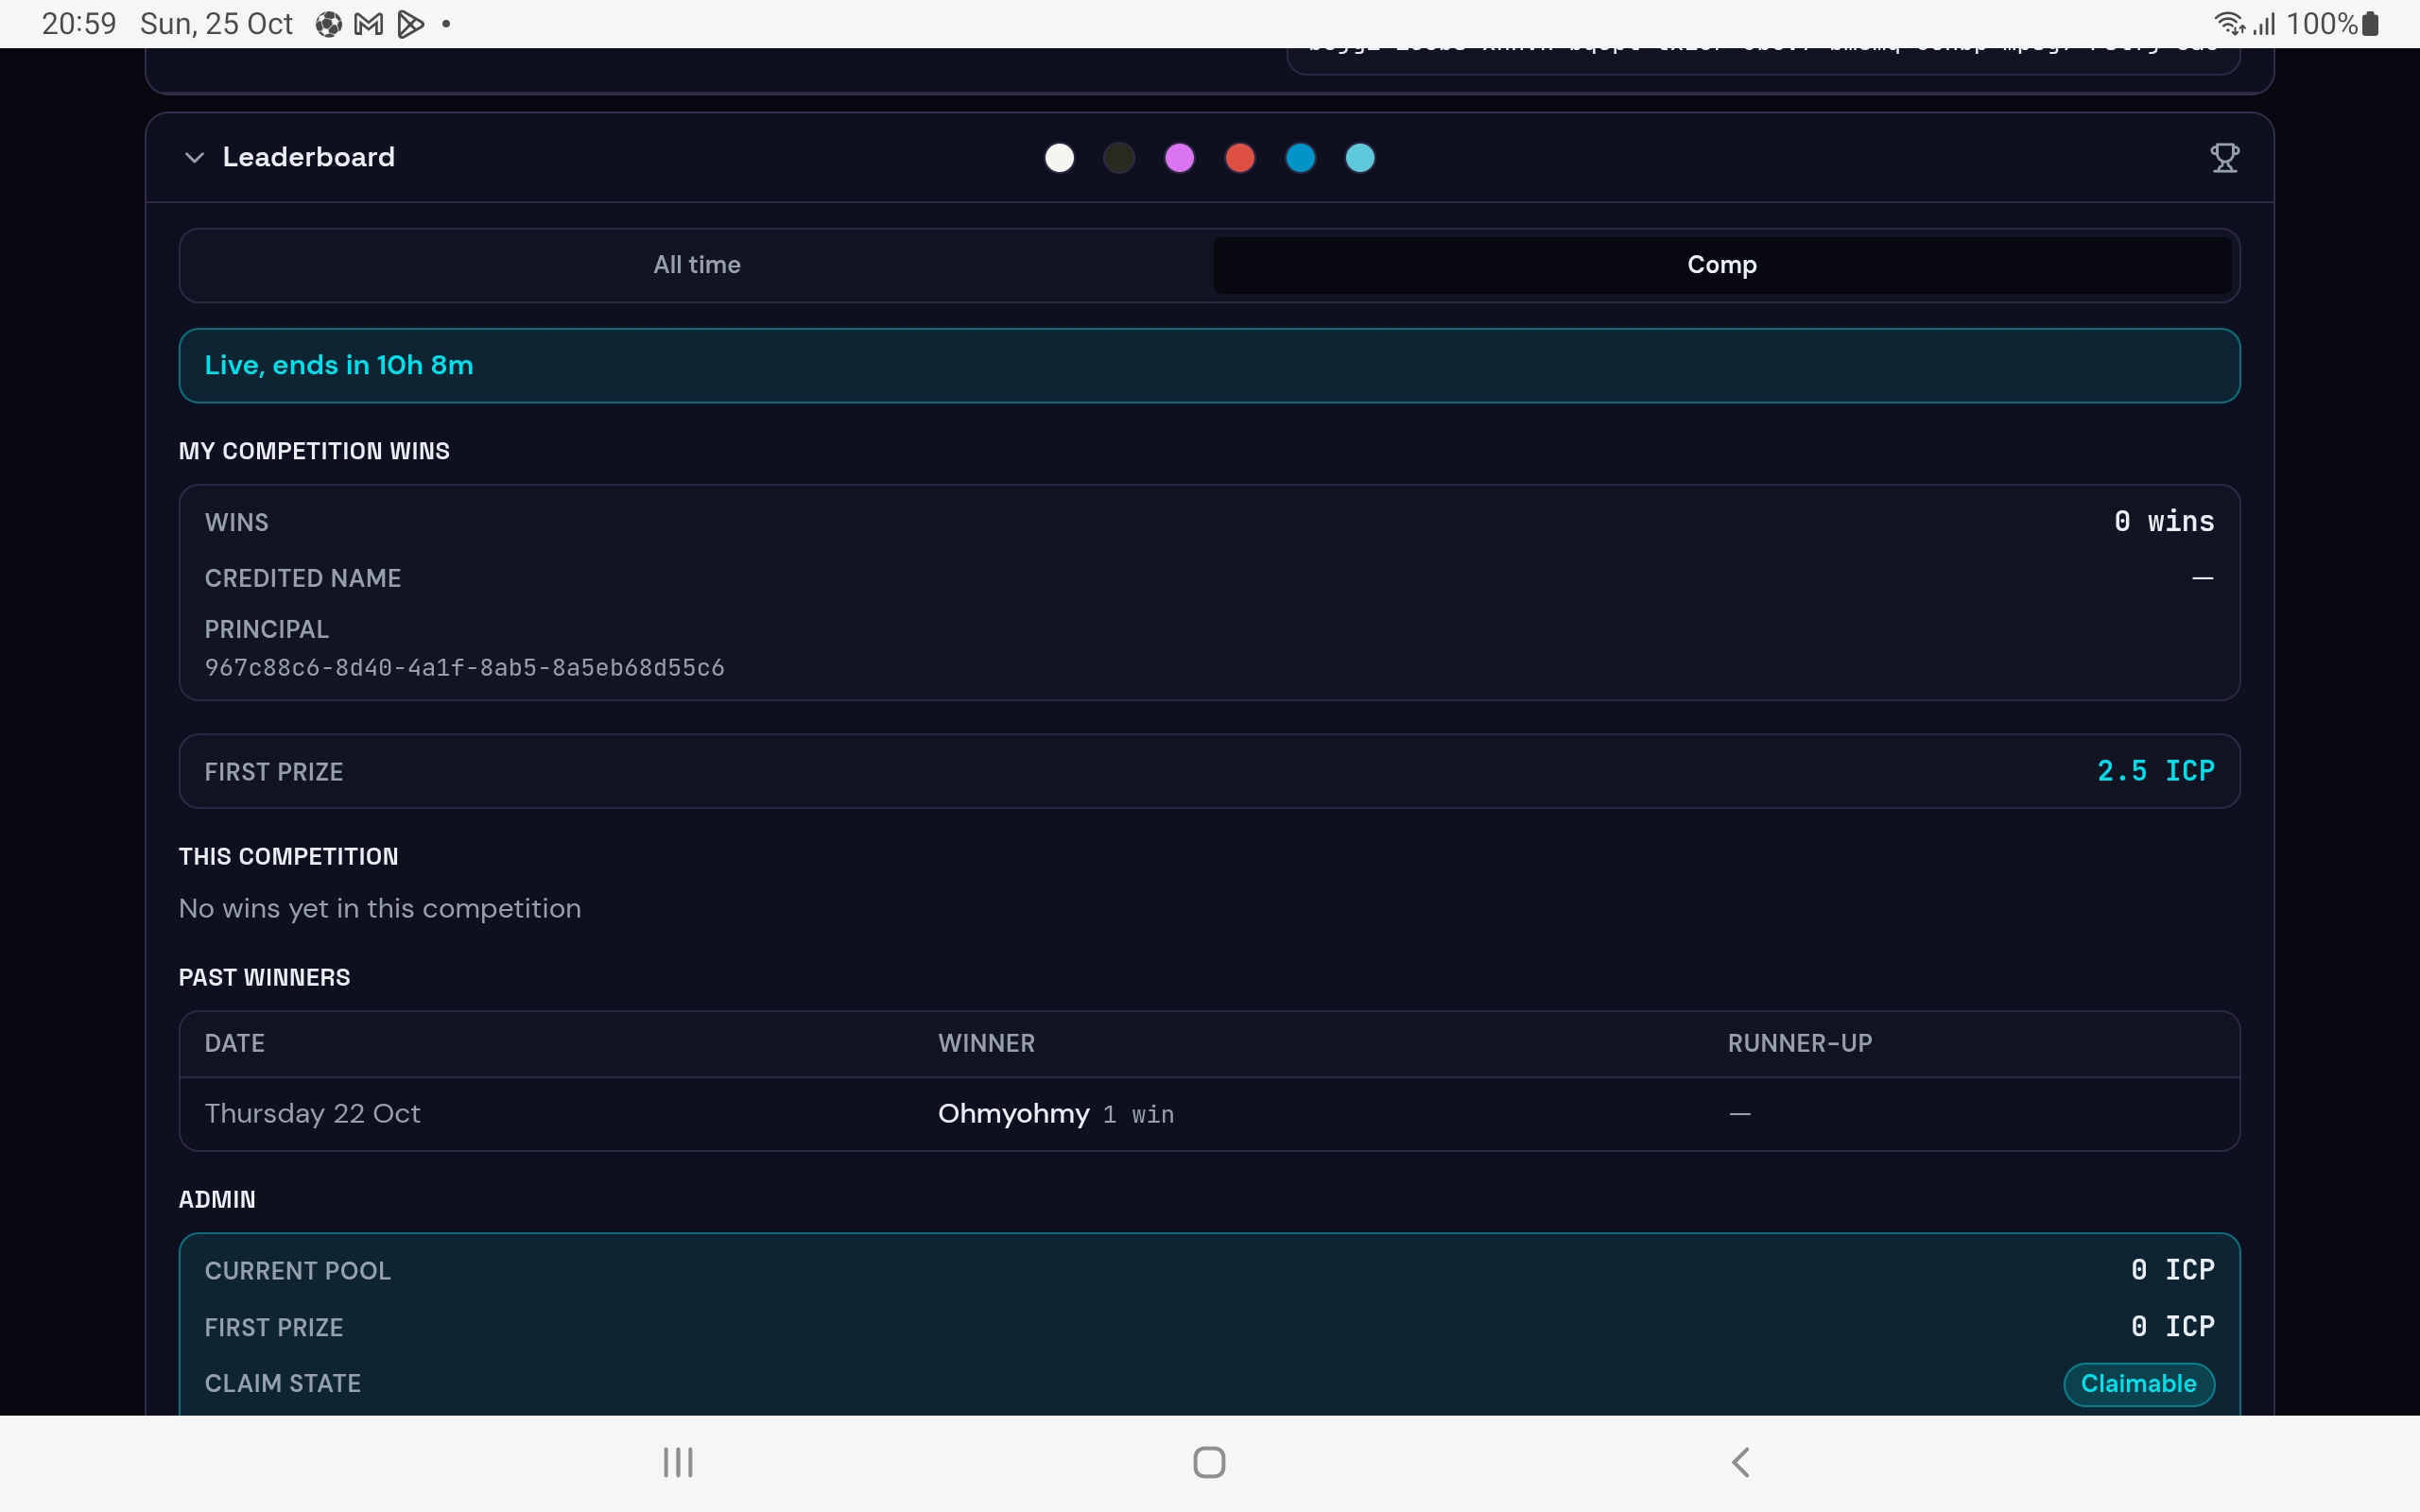 20:59 Sun, 25 Oct 100%
Leaderboard
All time Comp
Live, ends in 10h 8m
MY COMPETITION WINS
WINS 0 wins
CREDITED NAME —
PRINCIPAL
967c88c6-8d40-4a1f-8ab5-8a5eb68d55c6
FIRST PRIZE 2.5 ICP
THIS COMPETITION
No wins yet in this competition
PAST WINNERS
DATE WINNER RUNNER-UP
Thursday 22 Oct Ohmyohmy 1 win —
ADMIN
CURRENT POOL 0 ICP
FIRST PRIZE 0 ICP
CLAIM STATE Claimable